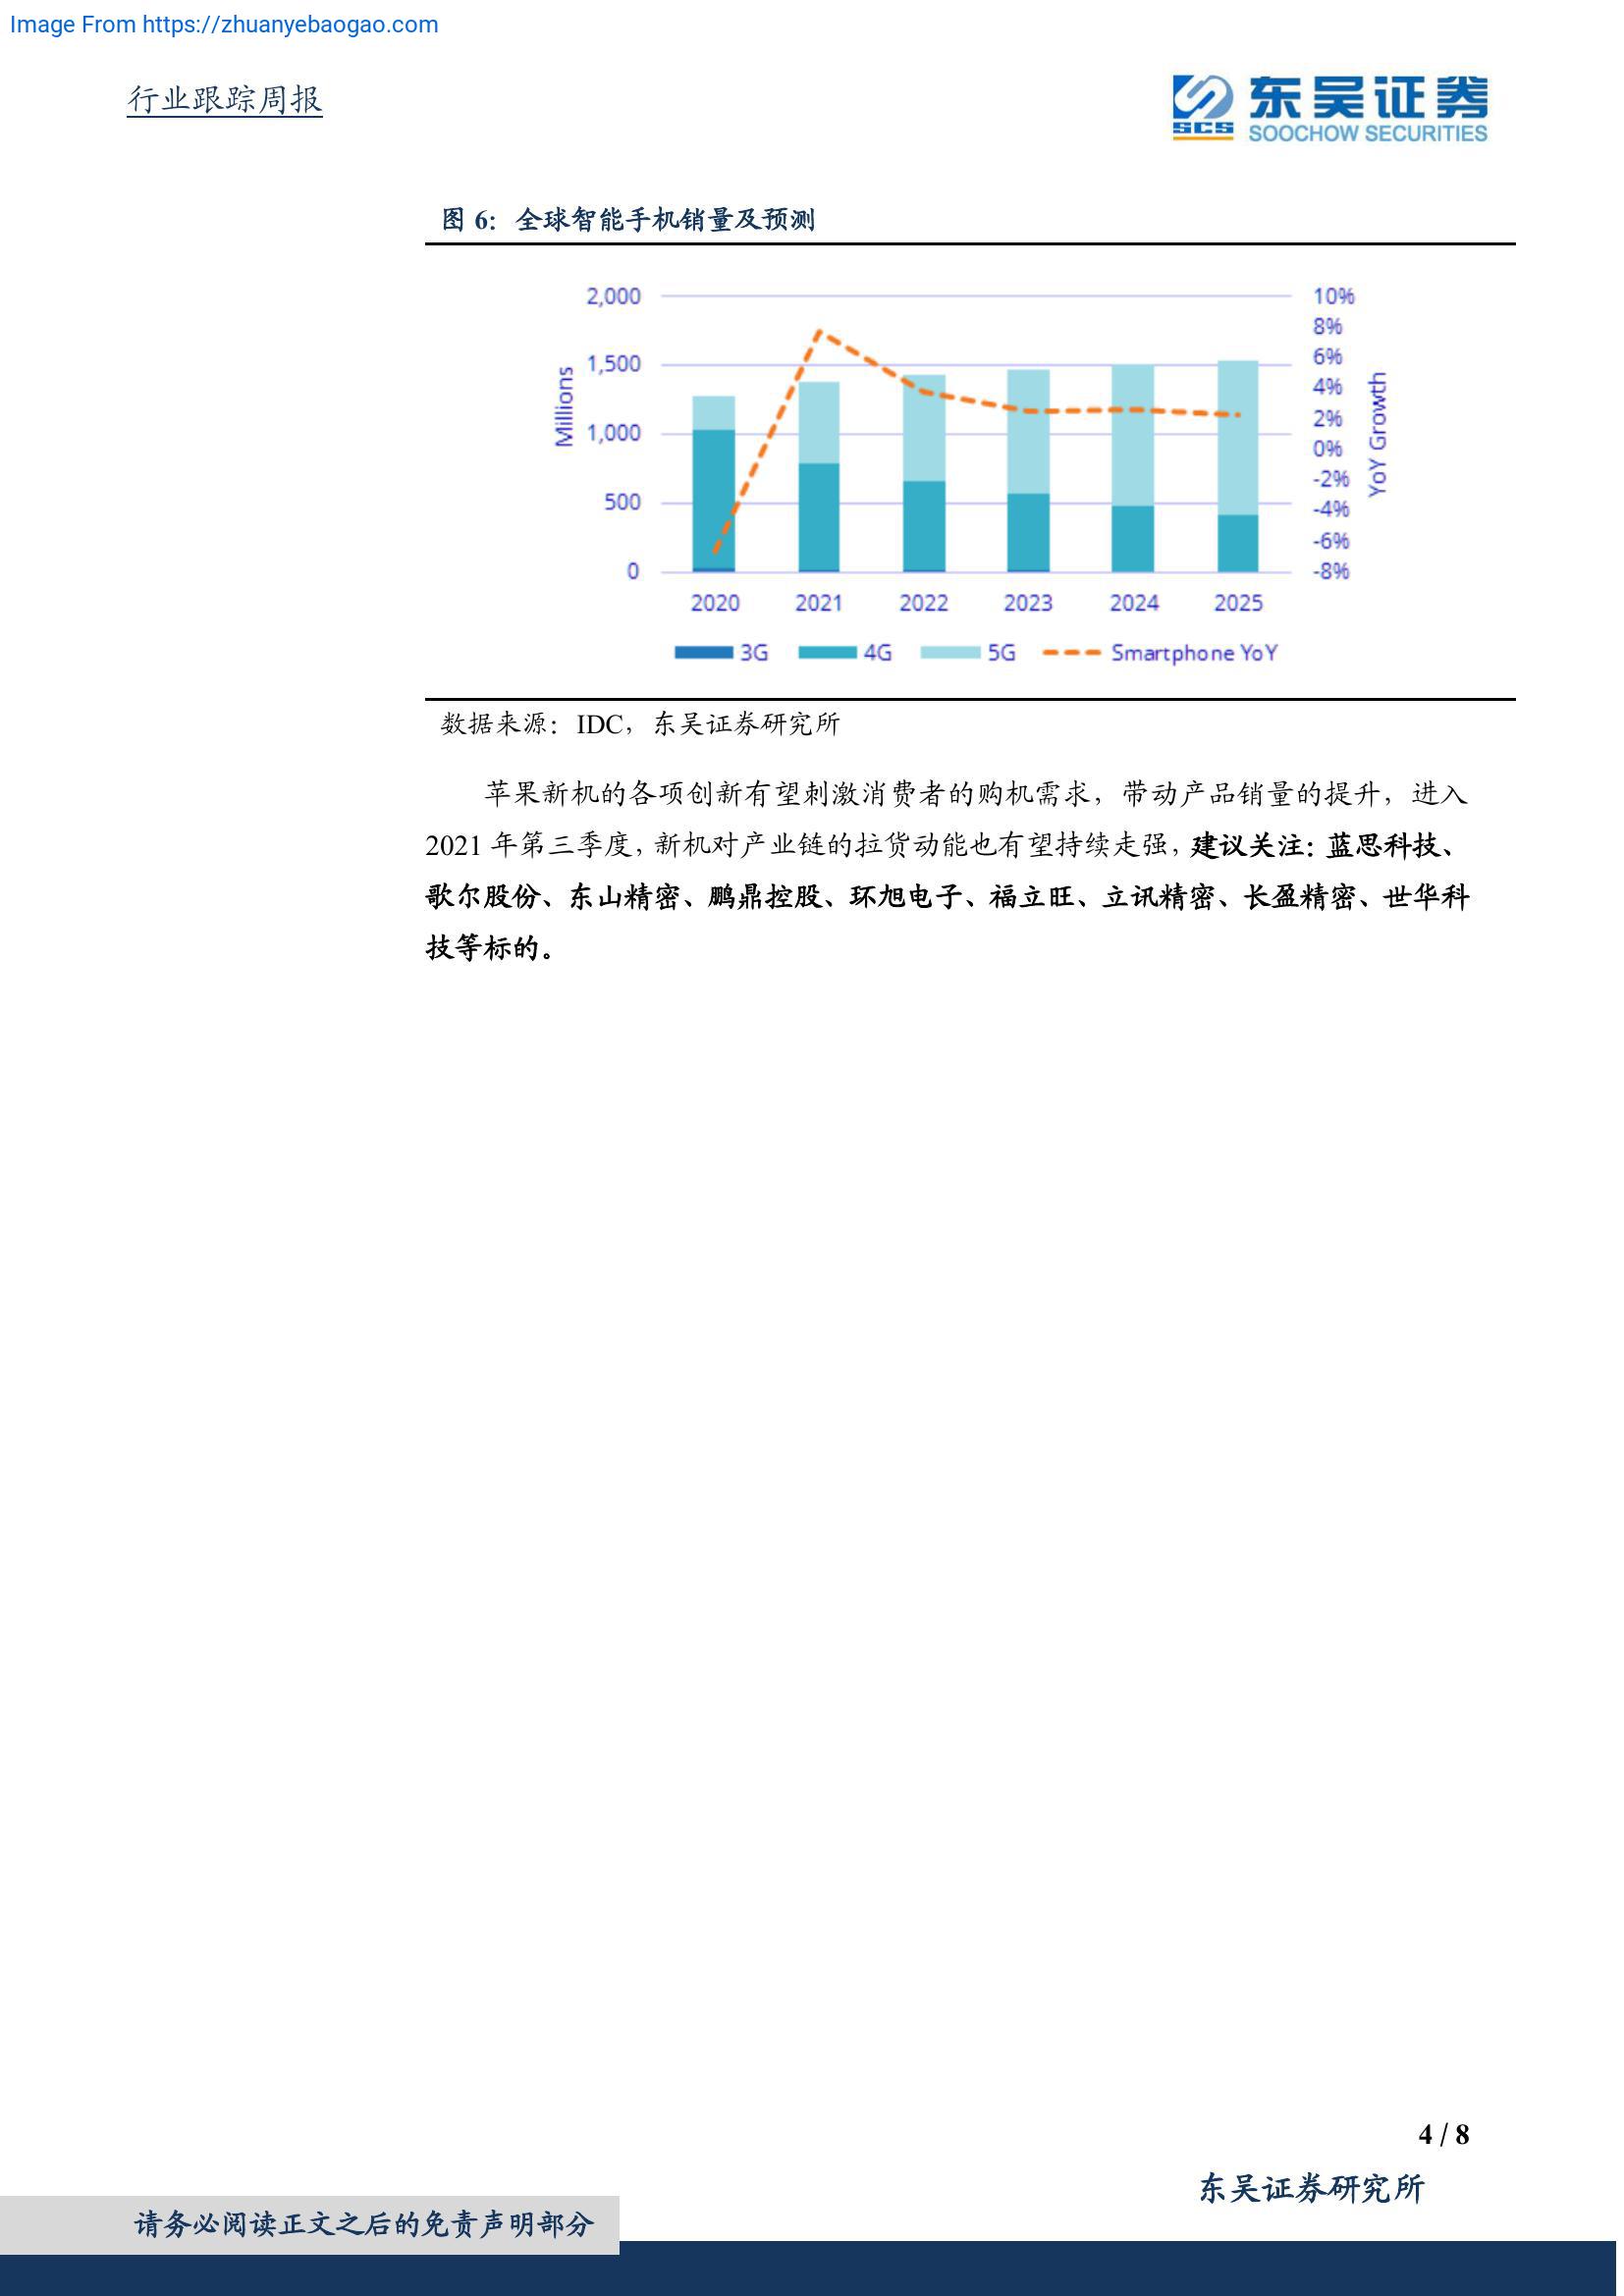 Image From https://zhuanyebaogao.com
行业跟踪周报
SCS
东吴证券
SOOCHOW SECURITIES
图 6：全球智能手机销量及预测
2,000
1,500
1,000
500
0
Millions
10%
8%
6%
4%
2%
0%
-2%
-4%
-6%
-8%
YoY Growth
2020 2021 2022 2023 2024 2025
3G 4G 5G Smartphone YoY
数据来源：IDC，东吴证券研究所
苹果新机的各项创新有望刺激消费者的购机需求，带动产品销量的提升，进入
2021 年第三季度，新机对产业链的拉货动能也有望持续走强，建议关注：蓝思科技、
歌尔股份、东山精密、鹏鼎控股、环旭电子、福立旺、立讯精密、长盈精密、世华科
技等标的。
4 / 8
东吴证券研究所
请务必阅读正文之后的免责声明部分